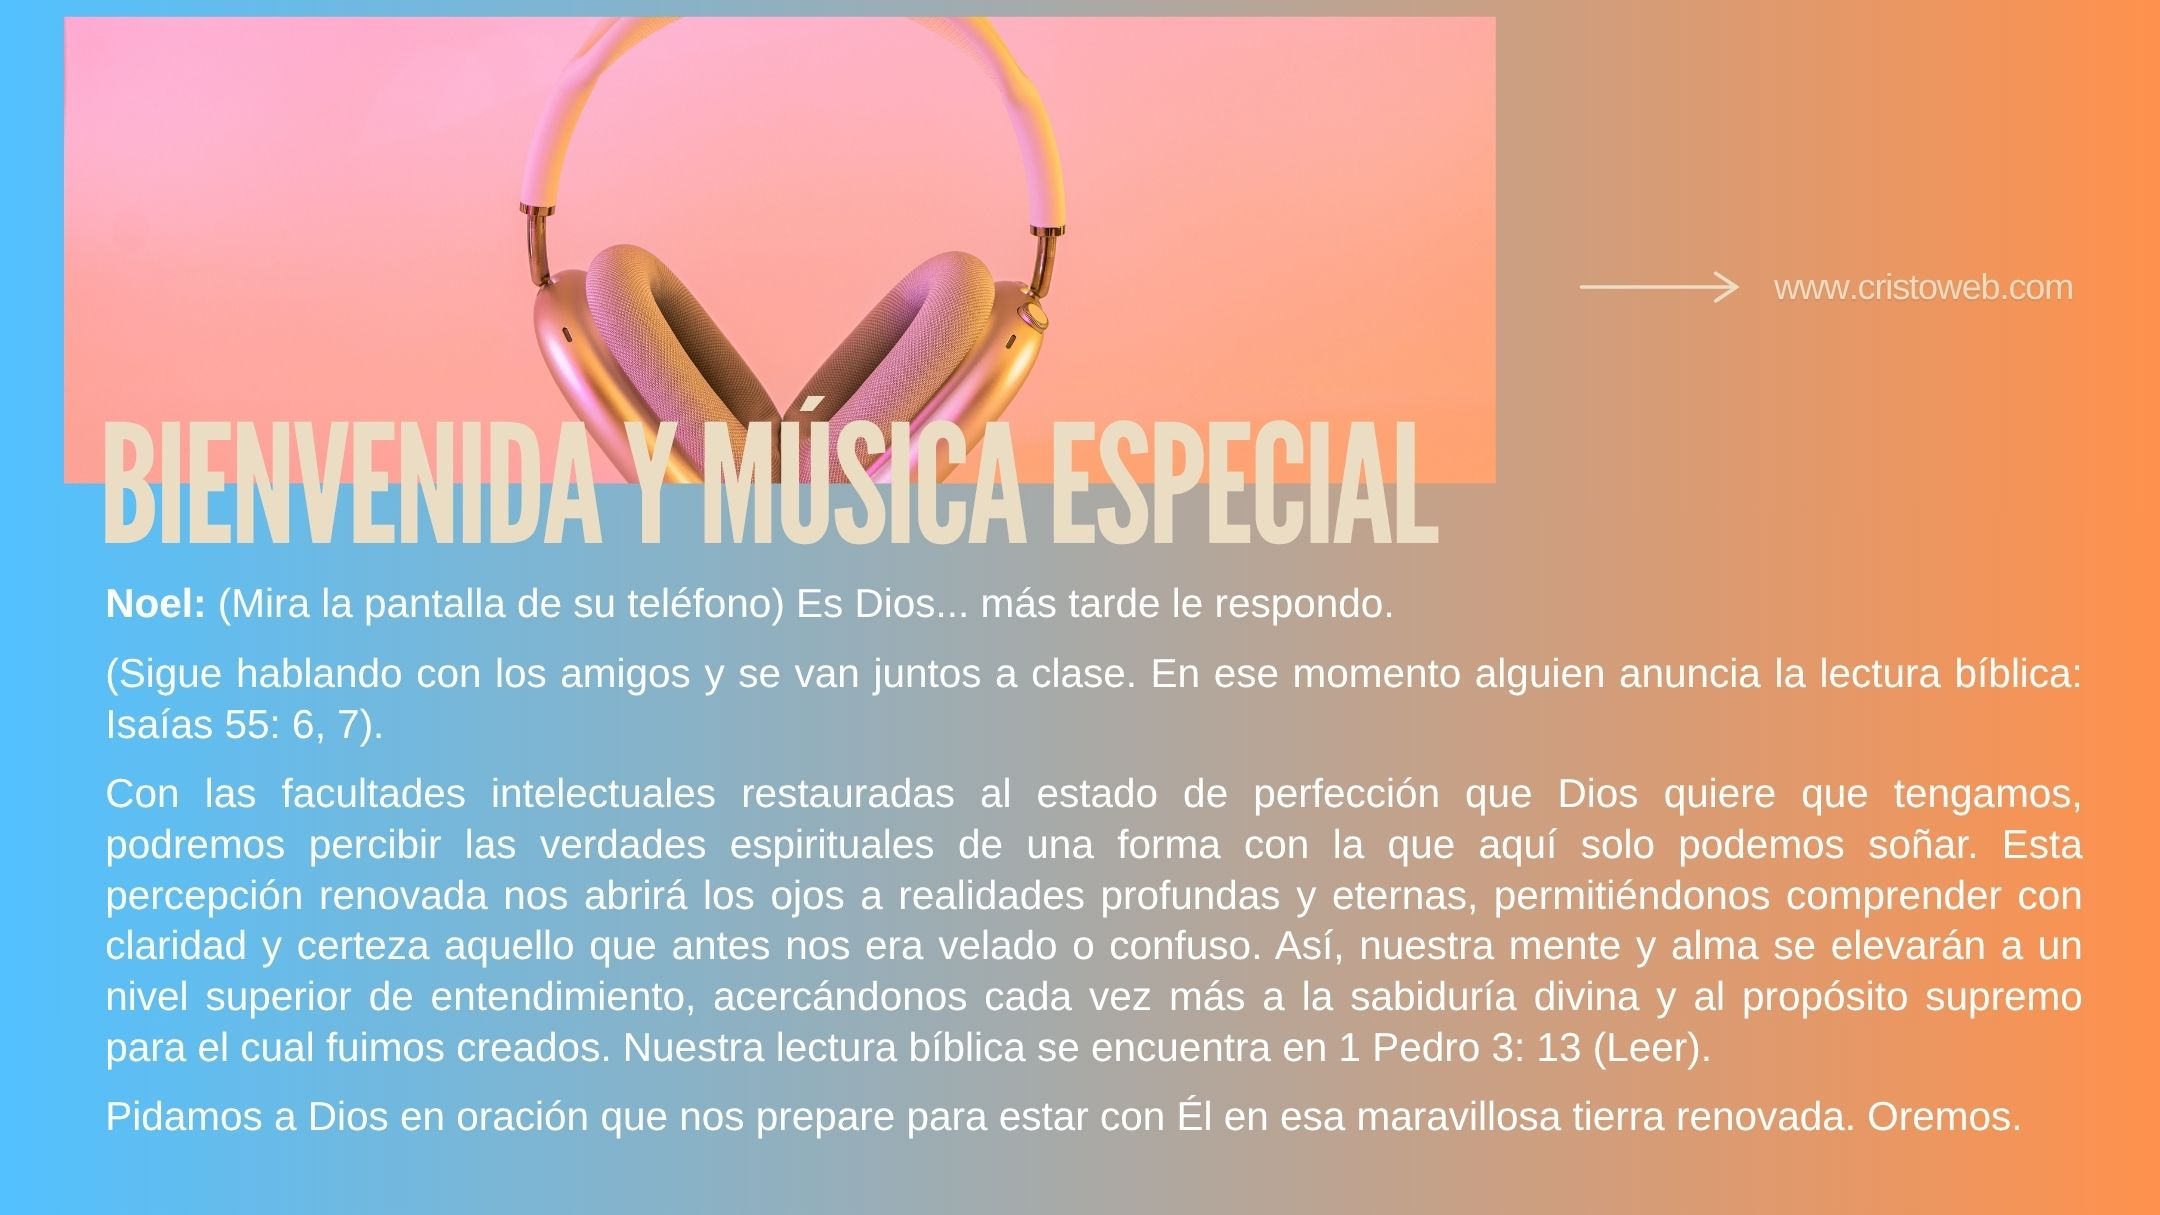 www.cristoweb.com
BIENVENIDA Y MÚSICA ESPECIAL
Noel: (Mira la pantalla de su teléfono) Es Dios... más tarde le respondo.
(Sigue hablando con los amigos y se van juntos a clase. En ese momento alguien anuncia la lectura bíblica:
Isaías 55: 6, 7).
Con las facultades intelectuales restauradas al estado de perfección que Dios quiere que tengamos,
podremos percibir las verdades espirituales de una forma con la que aquí solo podemos soñar. Esta
percepción renovada nos abrirá los ojos a realidades profundas y eternas, permitiéndonos comprender con
claridad y certeza aquello que antes nos era velado o confuso. Así, nuestra mente y alma se elevarán a un
nivel superior de entendimiento, acercándonos cada vez más a la sabiduría divina y al propósito supremo
para el cual fuimos creados. Nuestra lectura bíblica se encuentra en 1 Pedro 3: 13 (Leer).
Pidamos a Dios en oración que nos prepare para estar con Él en esa maravillosa tierra renovada. Oremos.